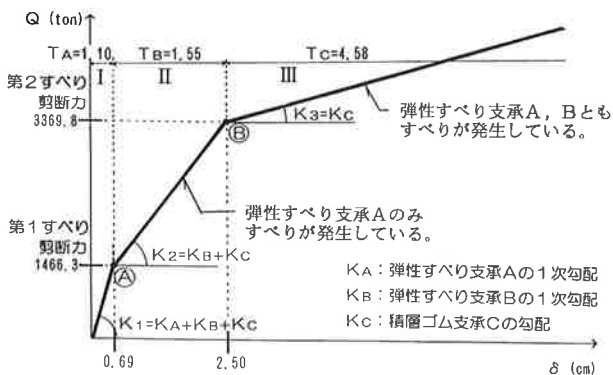 Q (ton)
TA=1,10,
TB=1,55
TC=4,58
I
II
III
第2すべり
剪断力
3369,8
B
K3=KC
弾性すべり支承A,Bとも
すべりが発生している。
第1すべり
剪断力
1466,3
A
K2=KB+KC
弾性すべり支承Aのみ
すべりが発生している。
K1=KA+KB+KC
KA:弾性すべり支承Aの1次勾配
KB:弾性すべり支承Bの1次勾配
KC:積層ゴム支承Cの勾配
0,69
2,50
δ (cm)